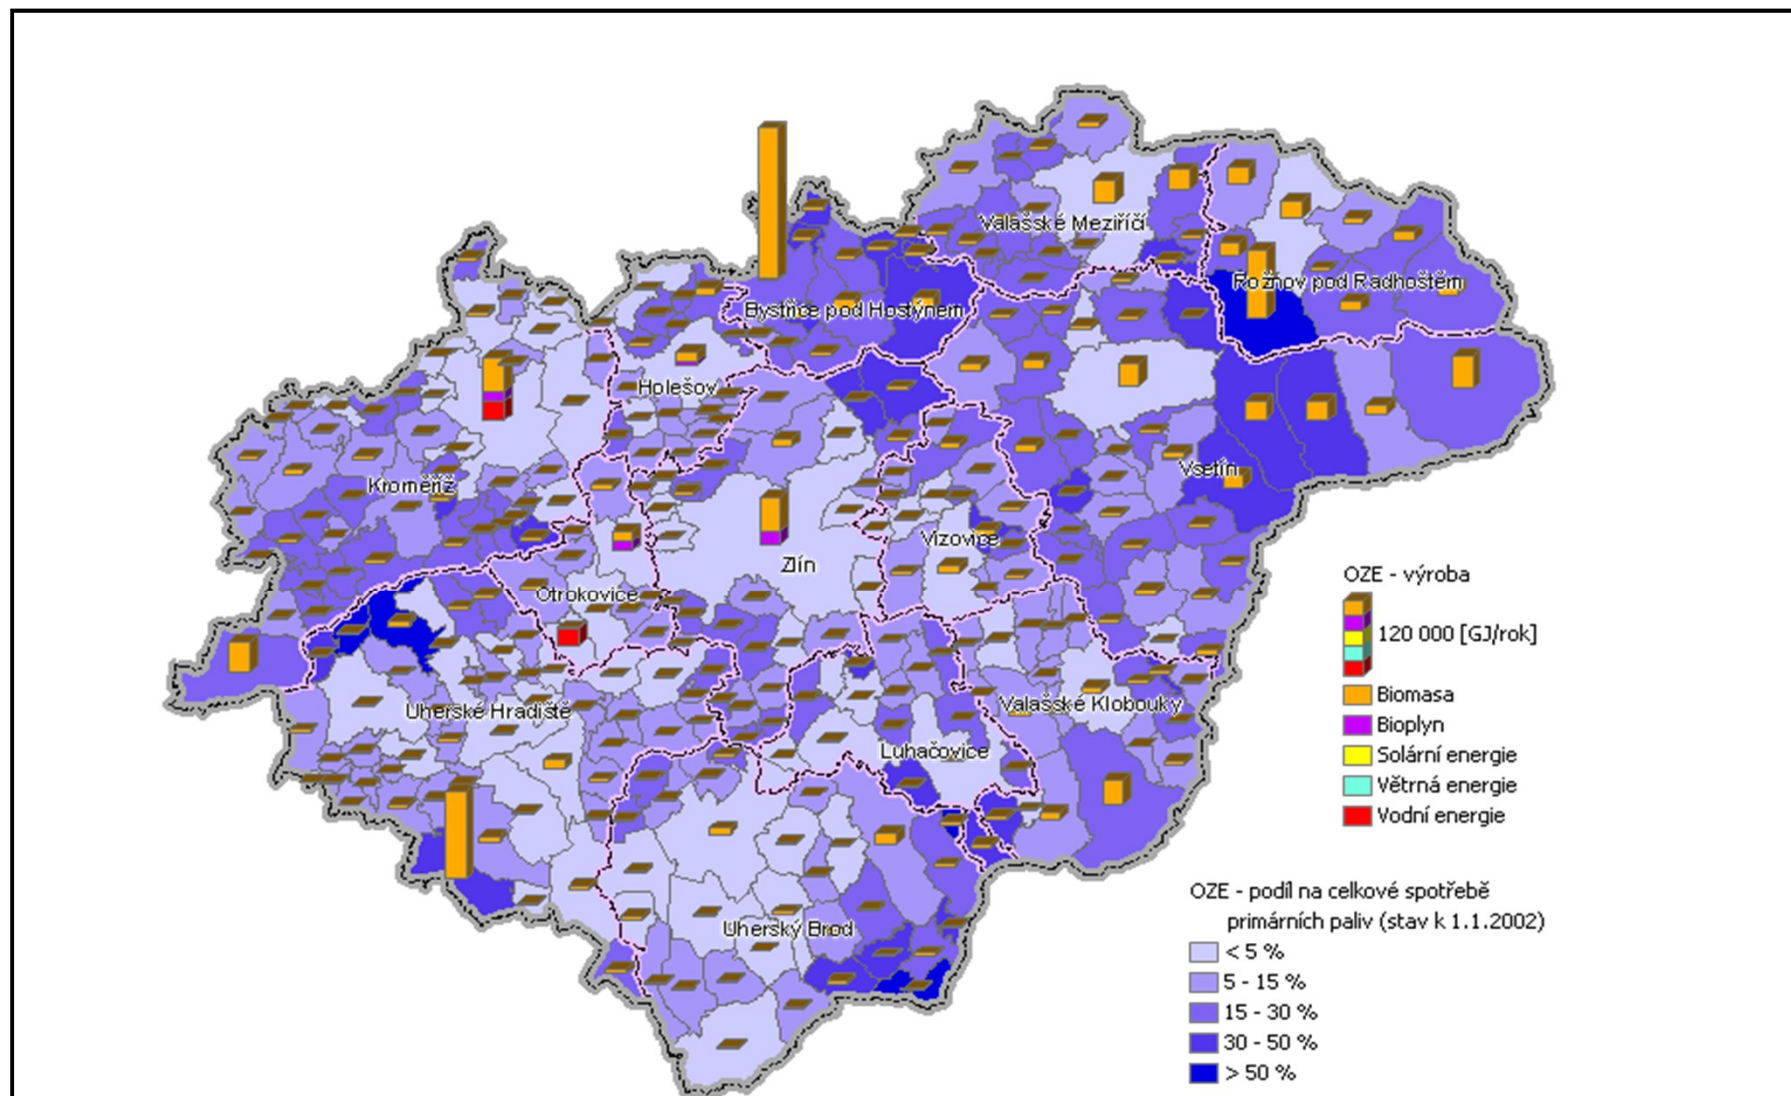 Valašské Meziříčí
Rožnov pod Radhoštěm
Bystřice pod Hostýnem
Holešov
Vsetín
Kroměříž
Vizovice
Zlín
Otrokovice
Valašské Klobouky
Uherské Hradiště
Luhačovice
Uherský Brod
OZE - výroba
120 000 [GJ/rok]
Biomasa
Bioplyn
Solární energie
Větrná energie
Vodní energie
OZE - podíl na celkové spotřebě
primárních paliv (stav k 1.1.2002)
< 5 %
5 - 15 %
15 - 30 %
30 - 50 %
> 50 %